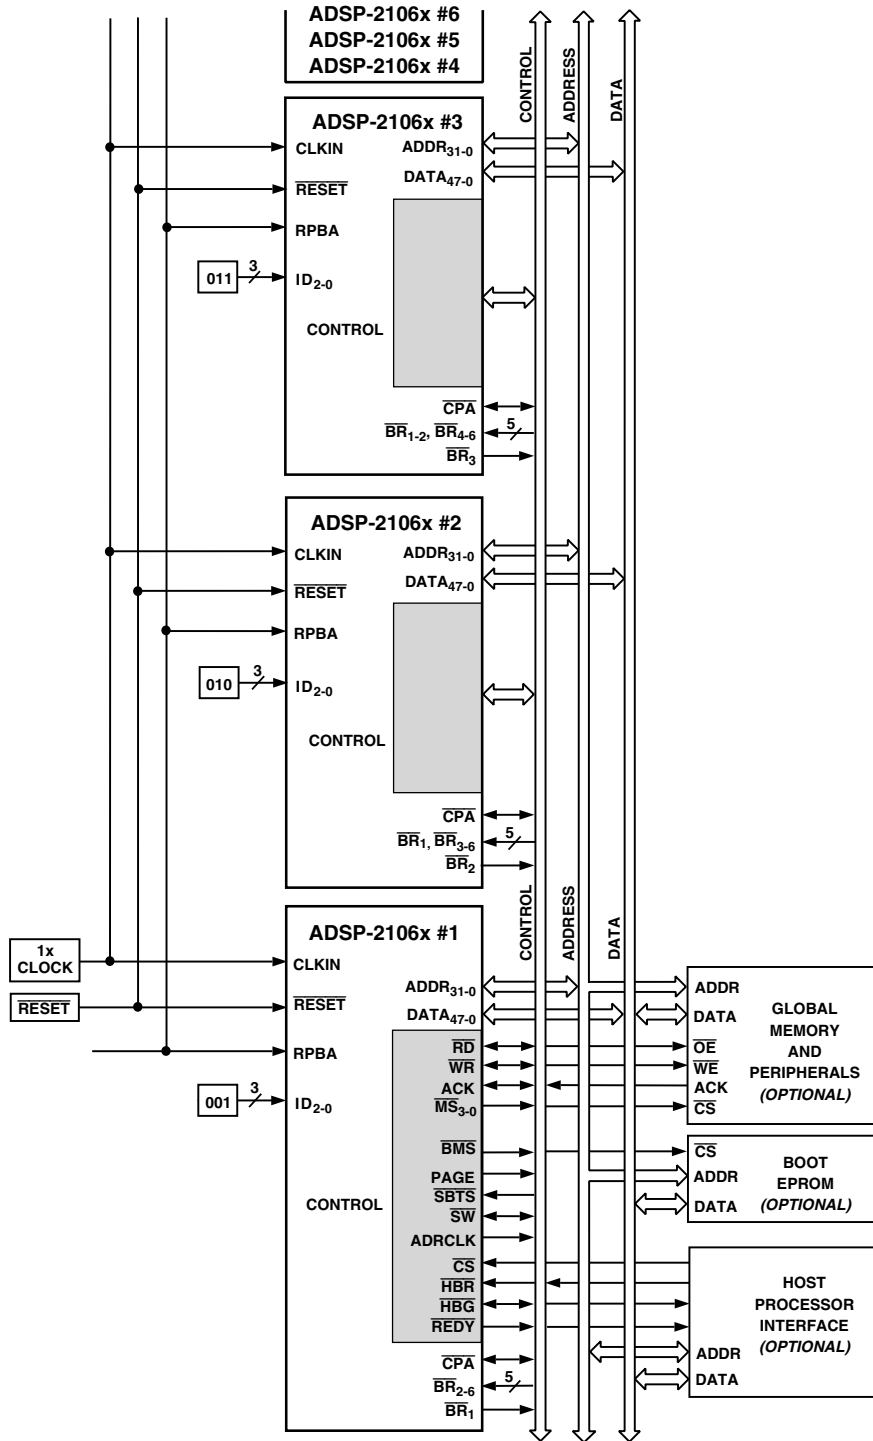 ADSP-2106x #6
ADSP-2106x #5
ADSP-2106x #4
CONTROL
ADDRESS
DATA
ADSP-2106x #3
CLKIN
ADDR31-0
DATA47-0
RESET
RPBA
011
3
ID2-0
CONTROL
CPA
BR1-2, BR4-6
5
BR3
ADSP-2106x #2
CLKIN
ADDR31-0
DATA47-0
RESET
RPBA
010
3
ID2-0
CONTROL
CPA
BR1, BR3-6
5
BR2
CONTROL
ADDRESS
DATA
ADSP-2106x #1
1x
CLOCK
CLKIN
RESET
RESET
ADDR31-0
DATA47-0
RPBA
001
3
ID2-0
CONTROL
RD
WR
ACK
MS3-0
BMS
PAGE
SBTS
SW
ADRCLK
CS
HBR
HBG
REDY
CPA
BR2-6
5
BR1
ADDR
DATA
OE
WE
ACK
CS
GLOBAL
MEMORY
AND
PERIPHERALS
(OPTIONAL)
CS
ADDR
DATA
BOOT
EPROM
(OPTIONAL)
HOST
PROCESSOR
INTERFACE
(OPTIONAL)
ADDR
DATA